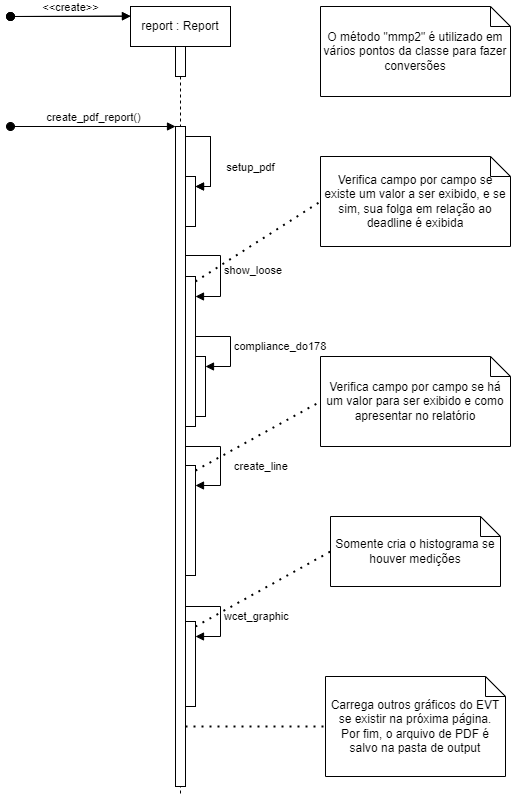 <<create>>
report : Report
O método "mmp2" é utilizado em
vários pontos da classe para fazer
conversões
create_pdf_report()
setup_pdf
Verifica campo por campo se
existe um valor a ser exibido, e se
sim, sua folga em relação ao
deadline é exibida
show_loose
compliance_do178
Verifica campo por campo se há
um valor para ser exibido e como
apresentar no relatório
create_line
Somente cria o histograma se
houver medições
wcet_graphic
Carrega outros gráficos do EVT
se existir na próxima página.
Por fim, o arquivo de PDF é
salvo na pasta de output